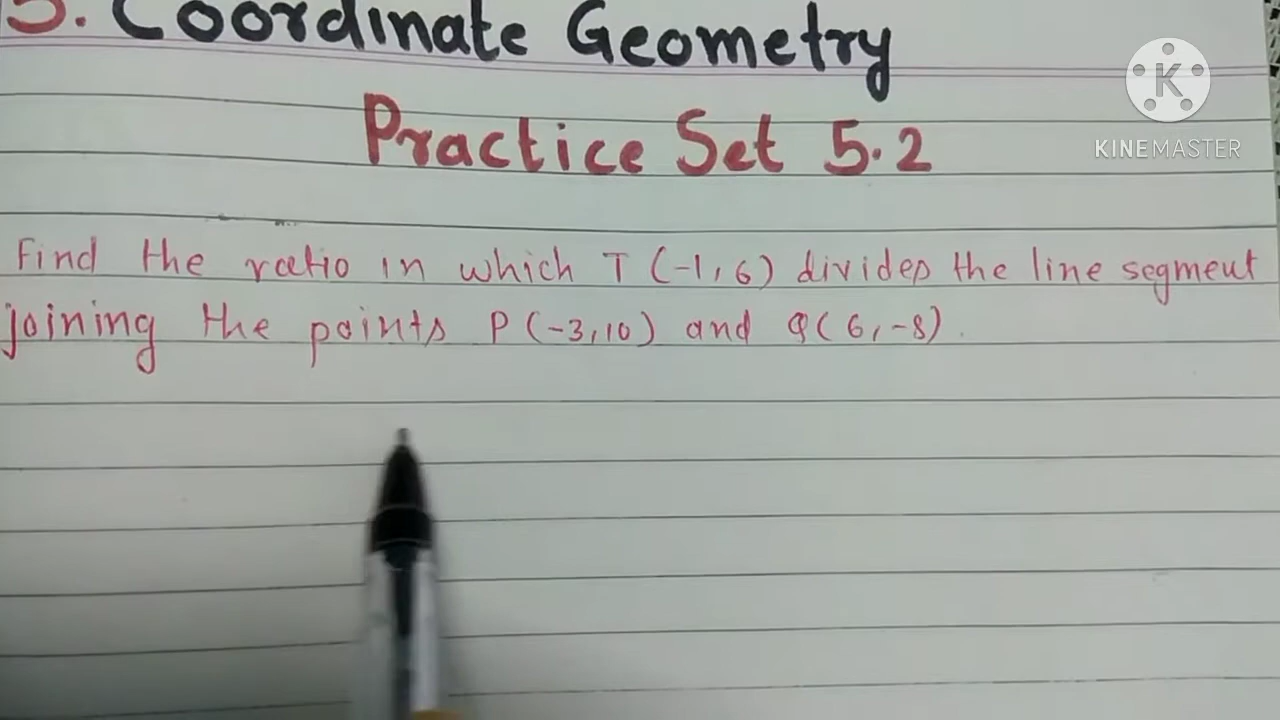 5. Coordinate Geometry
K
KINEMASTER
Practice Set 5.2
Find the ratio in which T (-1, 6) divides the line segment
joining the points P (-3, 10) and Q (6, -8).